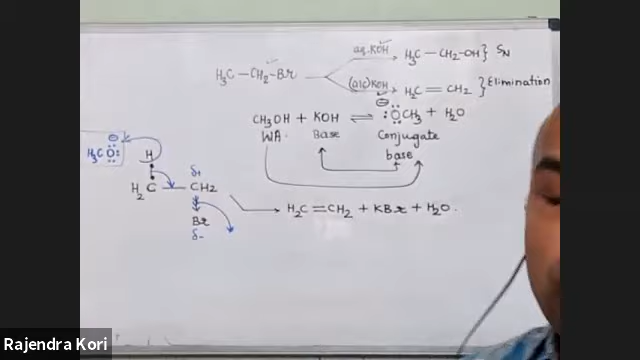 aq.KOH
H₃C—CH₂-OH} SN
H₃C—CH₂-Br
(alc)KOH
H₂C=CH₂ }Elimination
CH₃OH + KOH ⇌ :ÖCH₃ + H₂O
WA. Base Conjugate
base
⊖
H₃CÖ: H δ+
H₂C—CH₂
Br
δ-
H₂C=CH₂ + KBr + H₂O.
Rajendra Kori